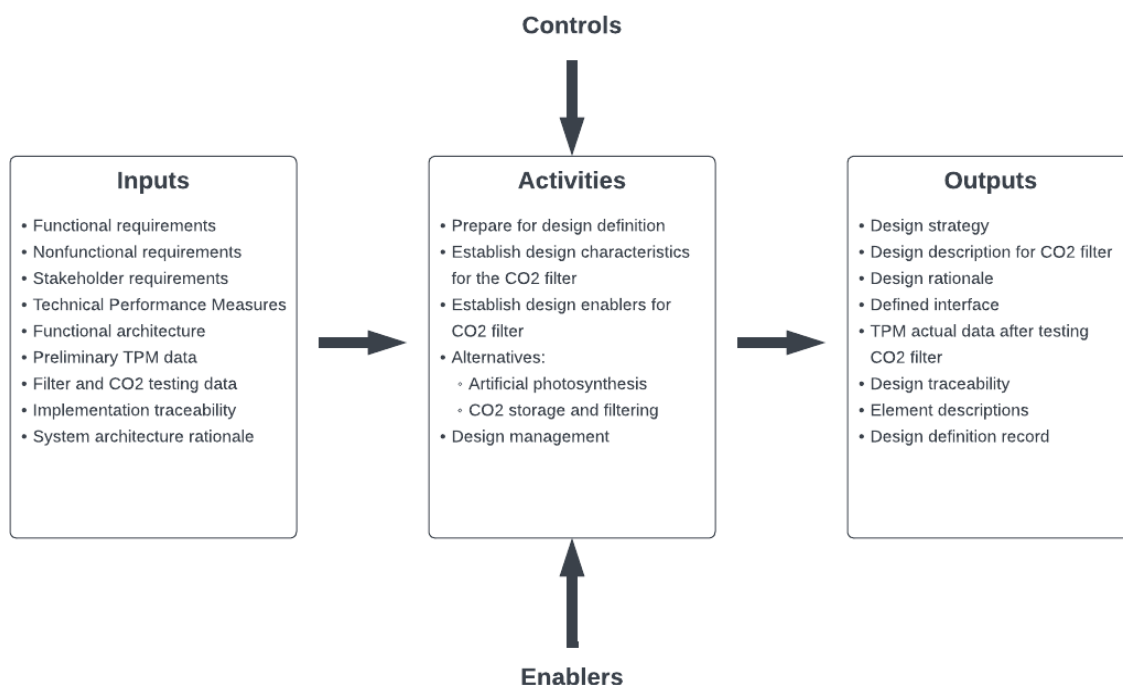 Controls
Inputs
• Functional requirements
• Nonfunctional requirements
• Stakeholder requirements
• Technical Performance Measures
• Functional architecture
• Preliminary TPM data
• Filter and CO2 testing data
• Implementation traceability
• System architecture rationale
Activities
• Prepare for design definition
• Establish design characteristics
for the CO2 filter
• Establish design enablers for
CO2 filter
• Alternatives:
◦ Artificial photosynthesis
◦ CO2 storage and filtering
• Design management
Outputs
• Design strategy
• Design description for CO2 filter
• Design rationale
• Defined interface
• TPM actual data after testing
CO2 filter
• Design traceability
• Element descriptions
• Design definition record
Enablers